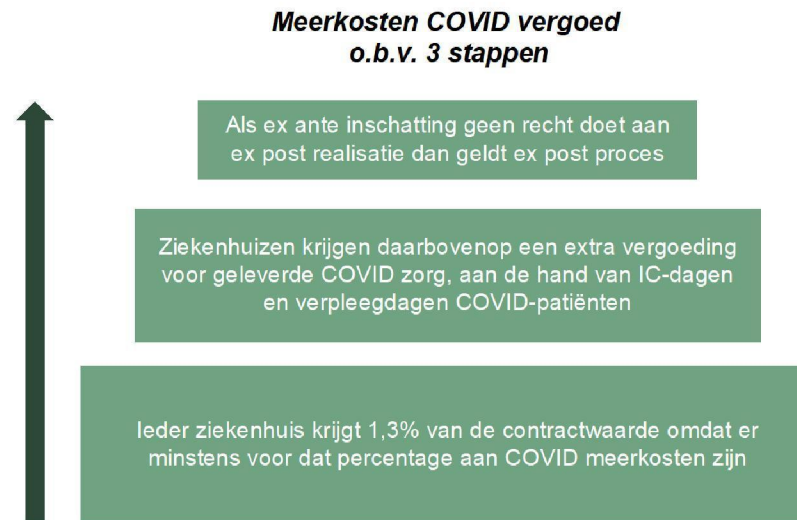 Meerkosten COVID vergoed
o.b.v. 3 stappen
Als ex ante inschatting geen recht doet aan
ex post realisatie dan geldt ex post proces
Ziekenhuizen krijgen daarbovenop een extra vergoeding
voor geleverde COVID zorg, aan de hand van IC-dagen
en verpleegdagen COVID-patiënten
Ieder ziekenhuis krijgt 1,3% van de contractwaarde omdat er
minstens voor dat percentage aan COVID meerkosten zijn